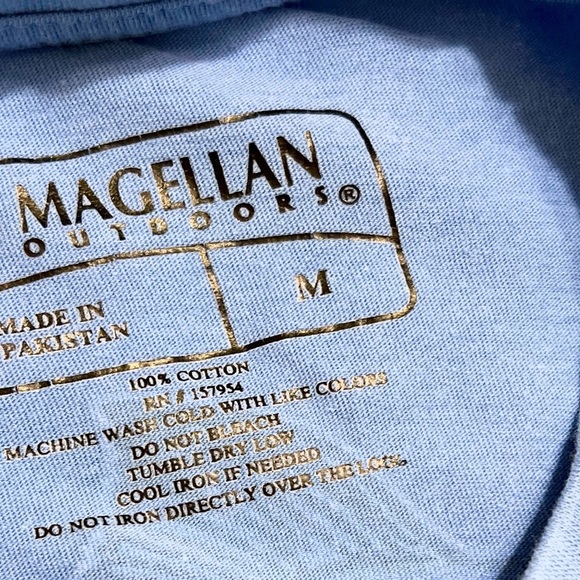 MAGELLAN
OUTDOORS®
MADE IN
PAKISTAN
M
100% COTTON
RN # 157954
MACHINE WASH COLD WITH LIKE COLORS
DO NOT BLEACH
TUMBLE DRY LOW
COOL IRON IF NEEDED
DO NOT IRON DIRECTLY OVER THE LOGO.